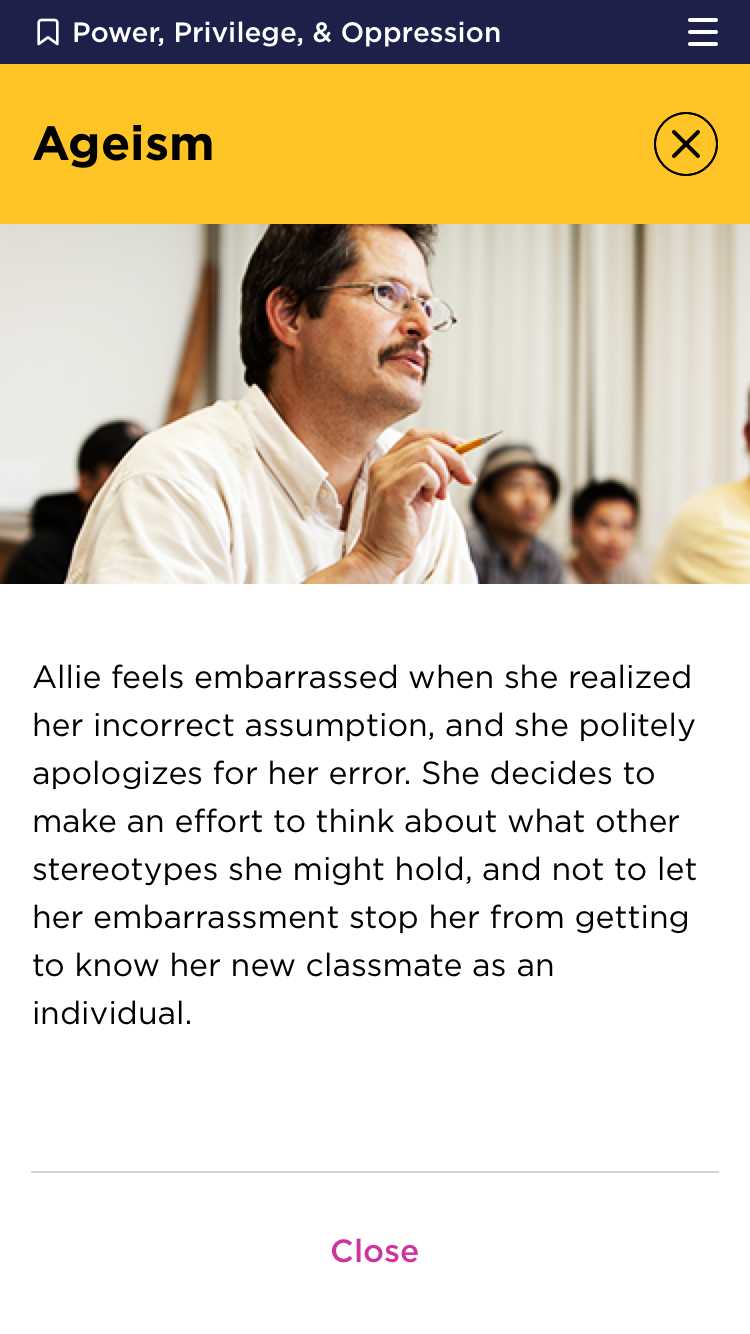 Power, Privilege, & Oppression
Ageism
Allie feels embarrassed when she realized
her incorrect assumption, and she politely
apologizes for her error. She decides to
make an effort to think about what other
stereotypes she might hold, and not to let
her embarrassment stop her from getting
to know her new classmate as an
individual.
Close